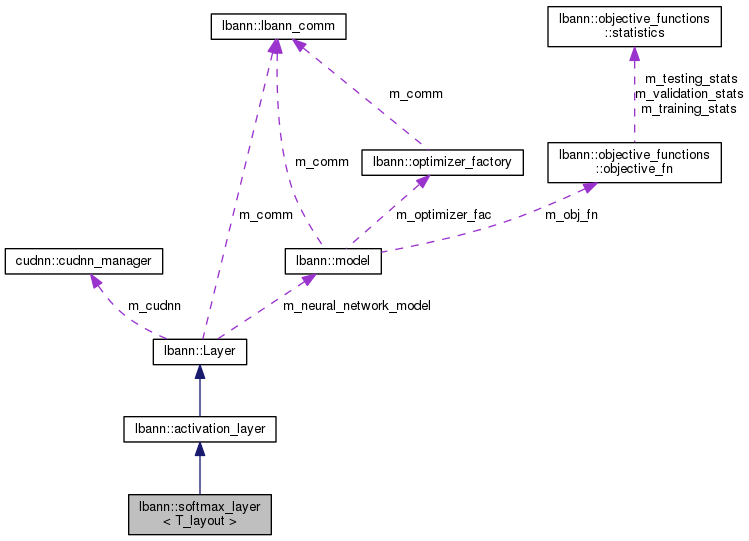 lbann::lbann_comm
lbann::objective_functions
::statistics
m_testing_stats
m_validation_stats
m_training_stats
m_comm
lbann::optimizer_factory
lbann::objective_functions
::objective_fn
m_comm
m_comm
m_optimizer_fac
m_obj_fn
cudnn::cudnn_manager
lbann::model
m_cudnn
m_neural_network_model
lbann::Layer
lbann::activation_layer
lbann::softmax_layer
< T_layout >